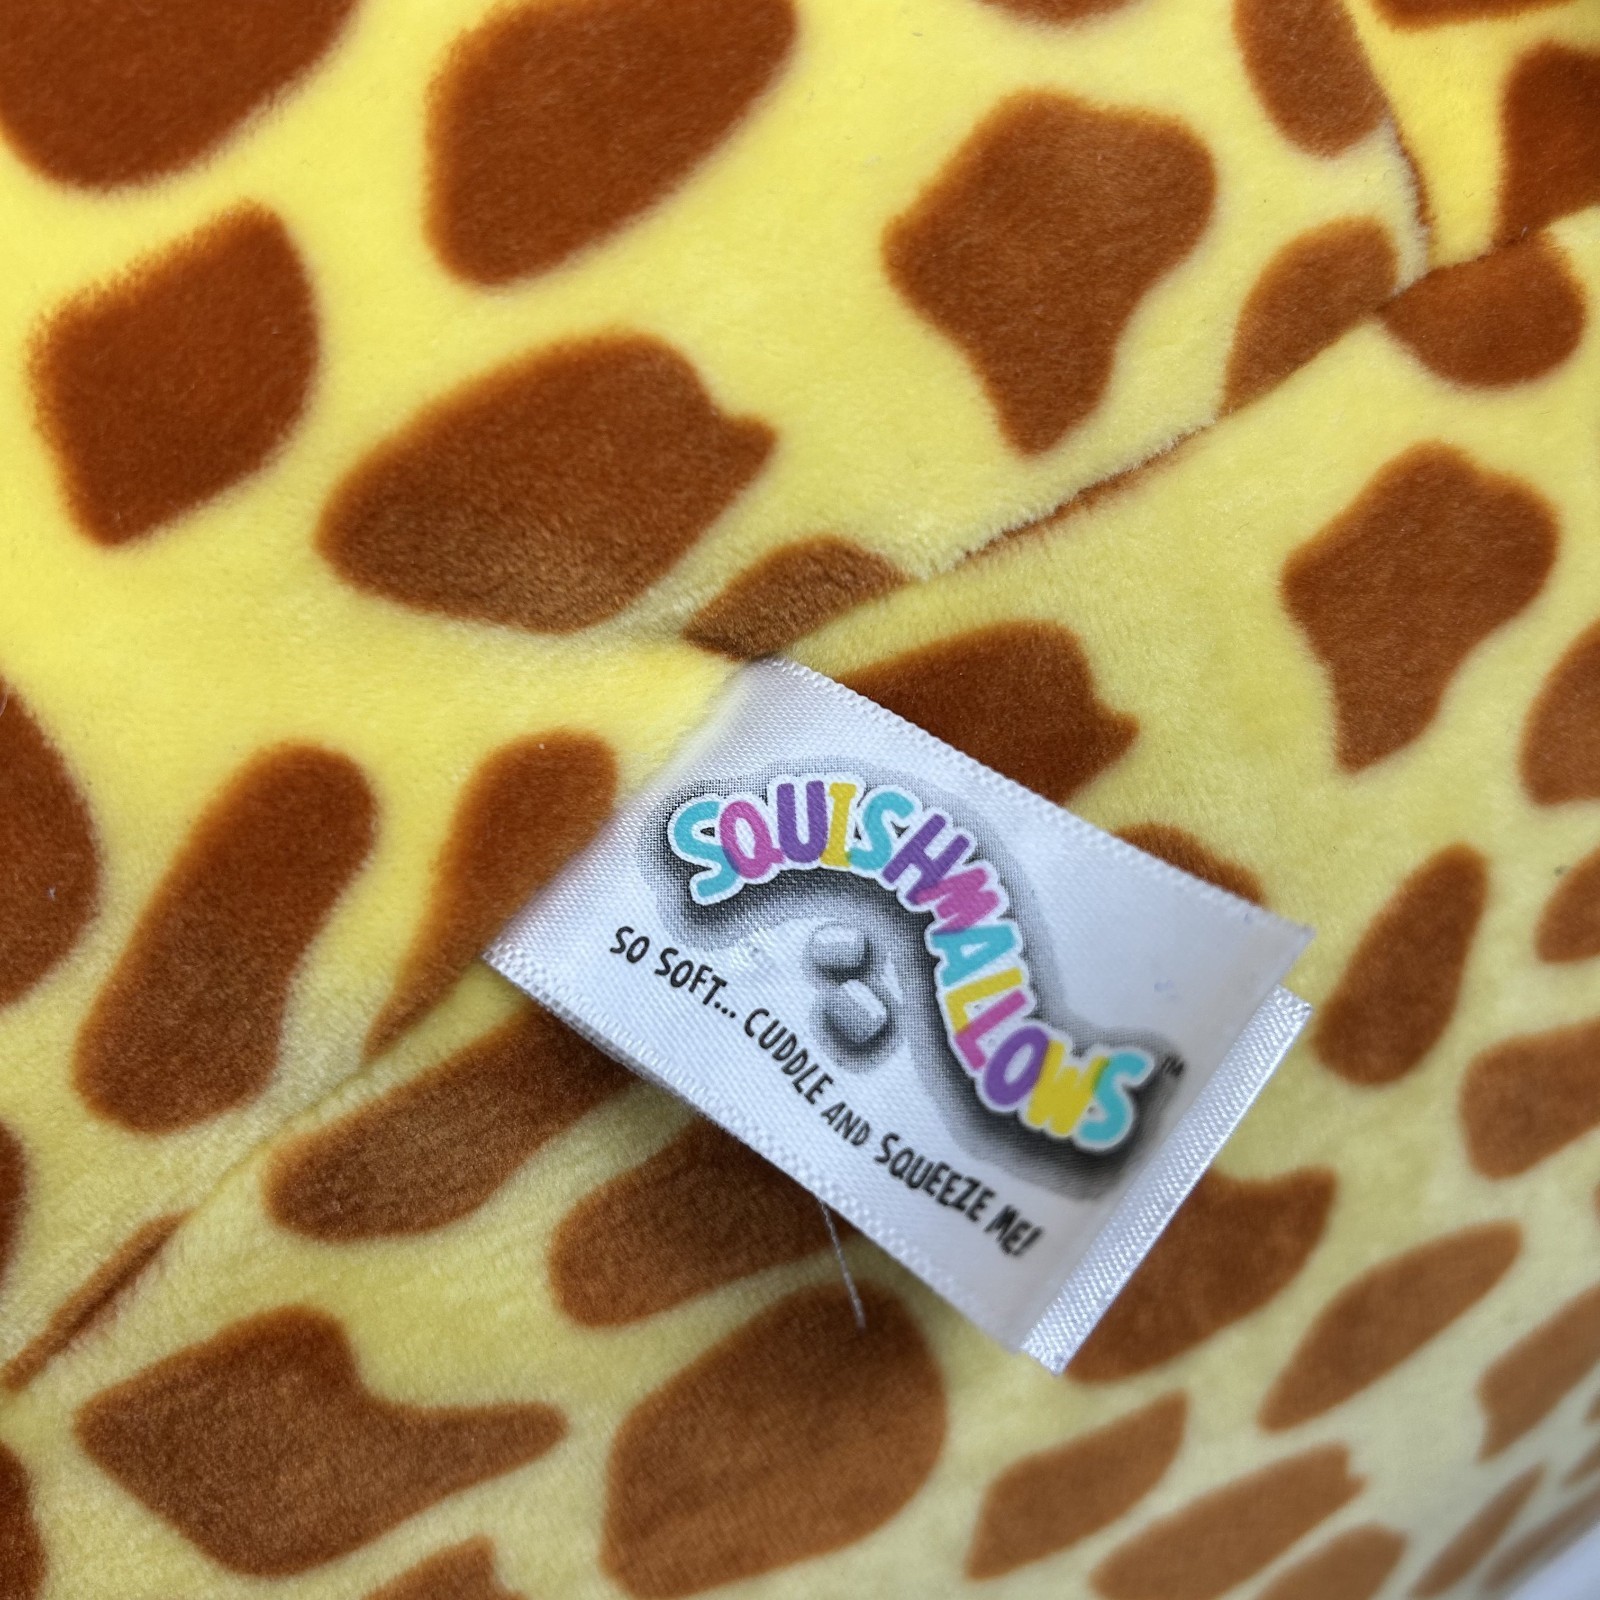 SQUISHMALLOWS™
SO SOFT... CUDDLE AND SQUEEZE ME!